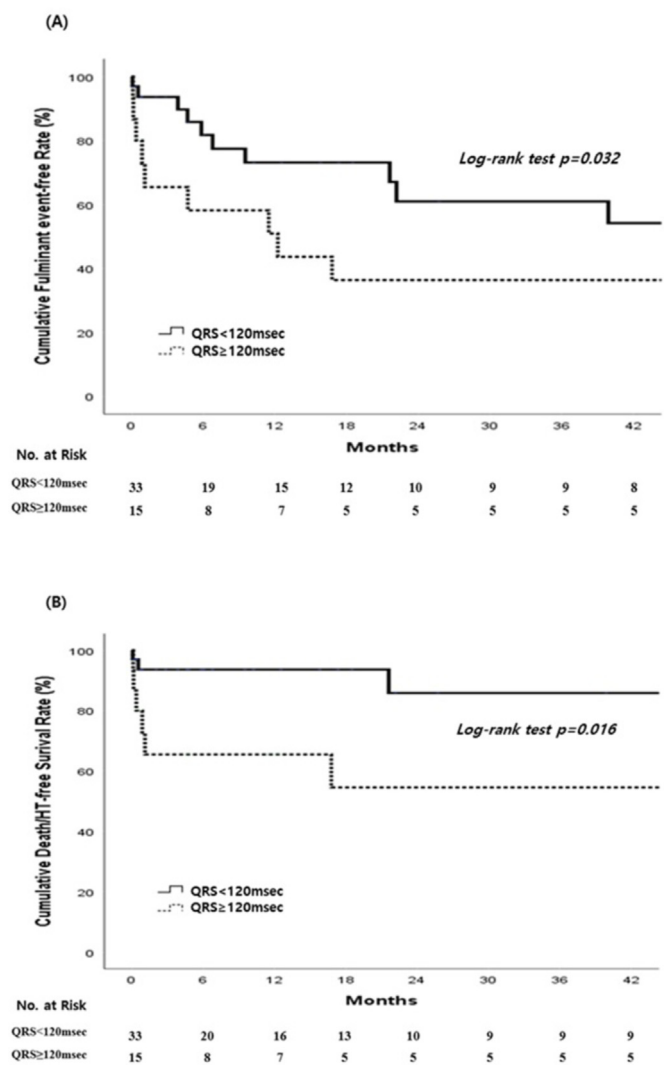 (A)
Cumulative Fulminant event-free Rate (%)
100
80
60
40
20
0
Log-rank test p=0.032
QRS<120msec
QRS≥120msec
0 6 12 18 24 30 36 42
Months
No. at Risk
QRS<120msec 33 19 15 12 10 9 9 8
QRS≥120msec 15 8 7 5 5 5 5 5
(B)
Cumulative Death/HT-free Surival Rate (%)
100
80
60
40
20
0
Log-rank test p=0.016
QRS<120msec
QRS≥120msec
0 6 12 18 24 30 36 42
Months
No. at Risk
QRS<120msec 33 20 16 13 10 9 9 9
QRS≥120msec 15 8 7 5 5 5 5 5